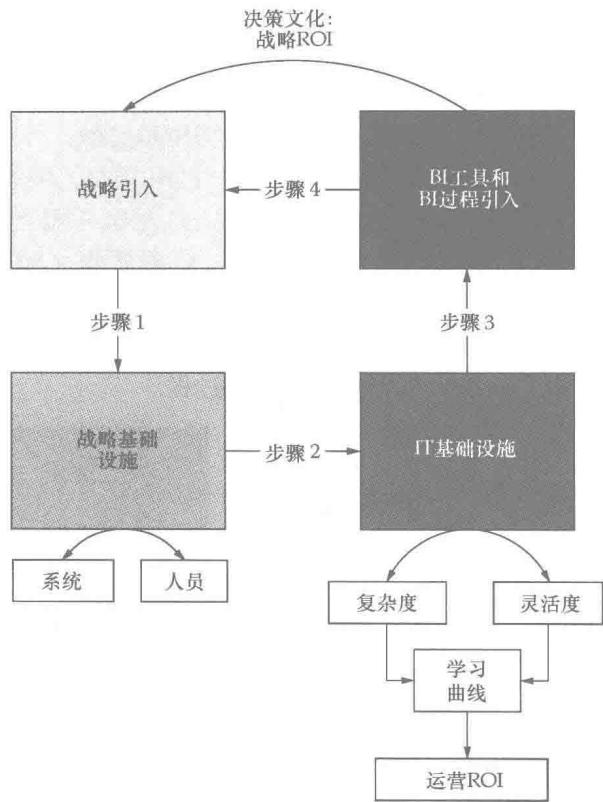 决策文化：
战略ROI
战略引入
步骤4
BI工具和
BI过程引入
步骤1
步骤3
战略基础
设施
步骤2
IT基础设施
系统
人员
复杂度
灵活度
学习
曲线
运营ROI